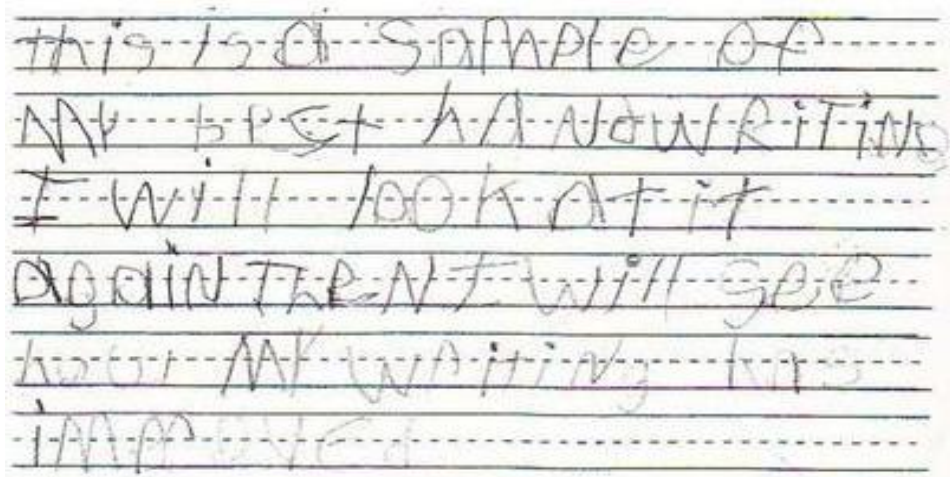 this is a sAMPle of
My best hANdWRiTiNg
I will look at it
agaiN TheN I will see
how MY wRitiNg has
iMProved